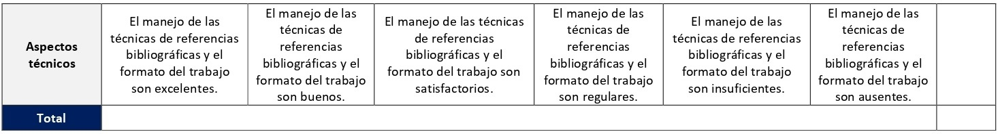 Aspectos
técnicos
El manejo de las
técnicas de referencias
bibliográficas y el
formato del trabajo
son excelentes.
El manejo de las
técnicas de
referencias
bibliográficas y el
formato del trabajo
son buenos.
El manejo de las técnicas
de referencias
bibliográficas y el
formato del trabajo son
satisfactorios.
El manejo de las
técnicas de
referencias
bibliográficas y el
formato del trabajo
son regulares.
El manejo de las
técnicas de referencias
bibliográficas y el
formato del trabajo
son insuficientes.
El manejo de las
técnicas de
referencias
bibliográficas y el
formato del trabajo
son ausentes.
Total